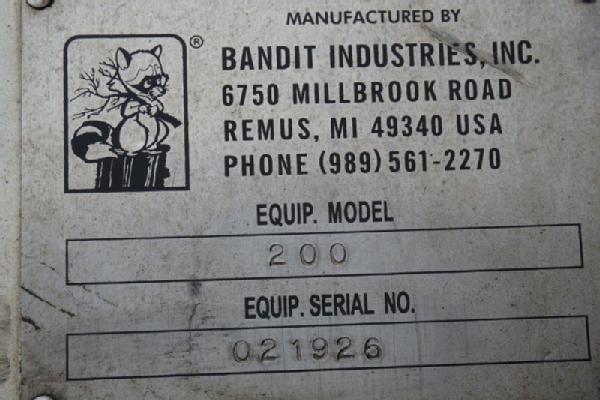 MANUFACTURED BY
BANDIT INDUSTRIES, INC.
6750 MILLBROOK ROAD
REMUS, MI 49340 USA
PHONE (989) 561-2270
®
EQUIP. MODEL
200
EQUIP. SERIAL NO.
021926